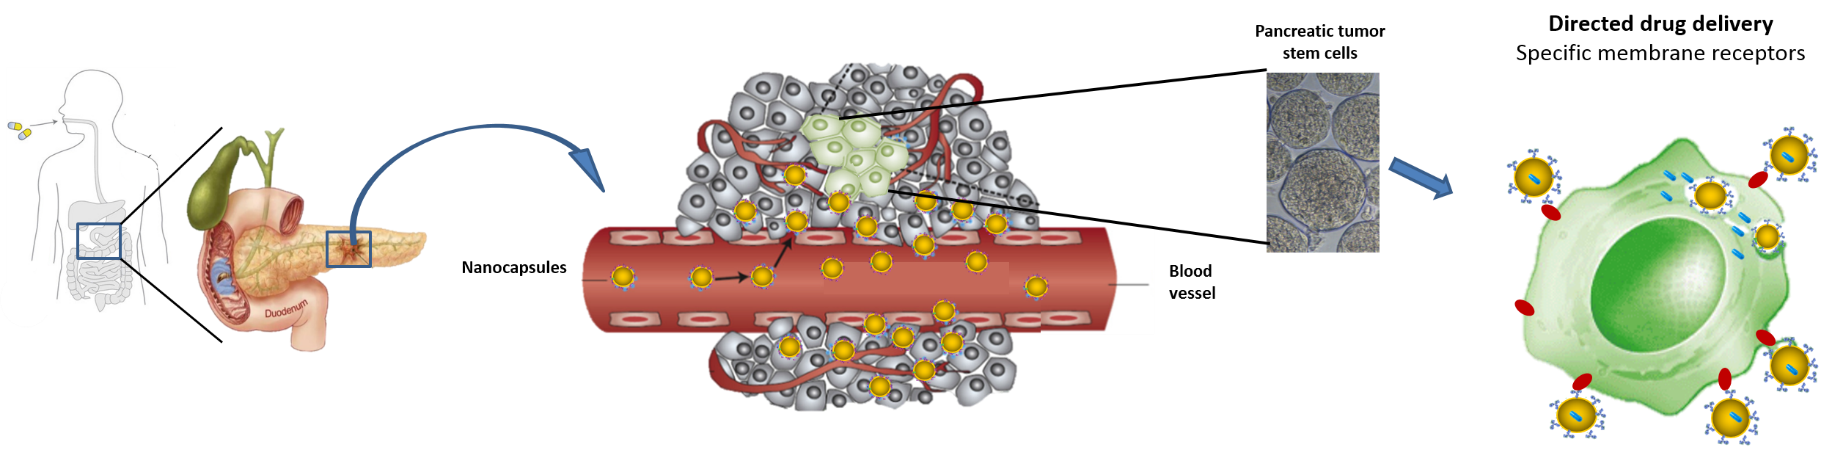 Duodenum
Nanocapsules
Blood
vessel
Pancreatic tumor
stem cells
Directed drug delivery
Specific membrane receptors